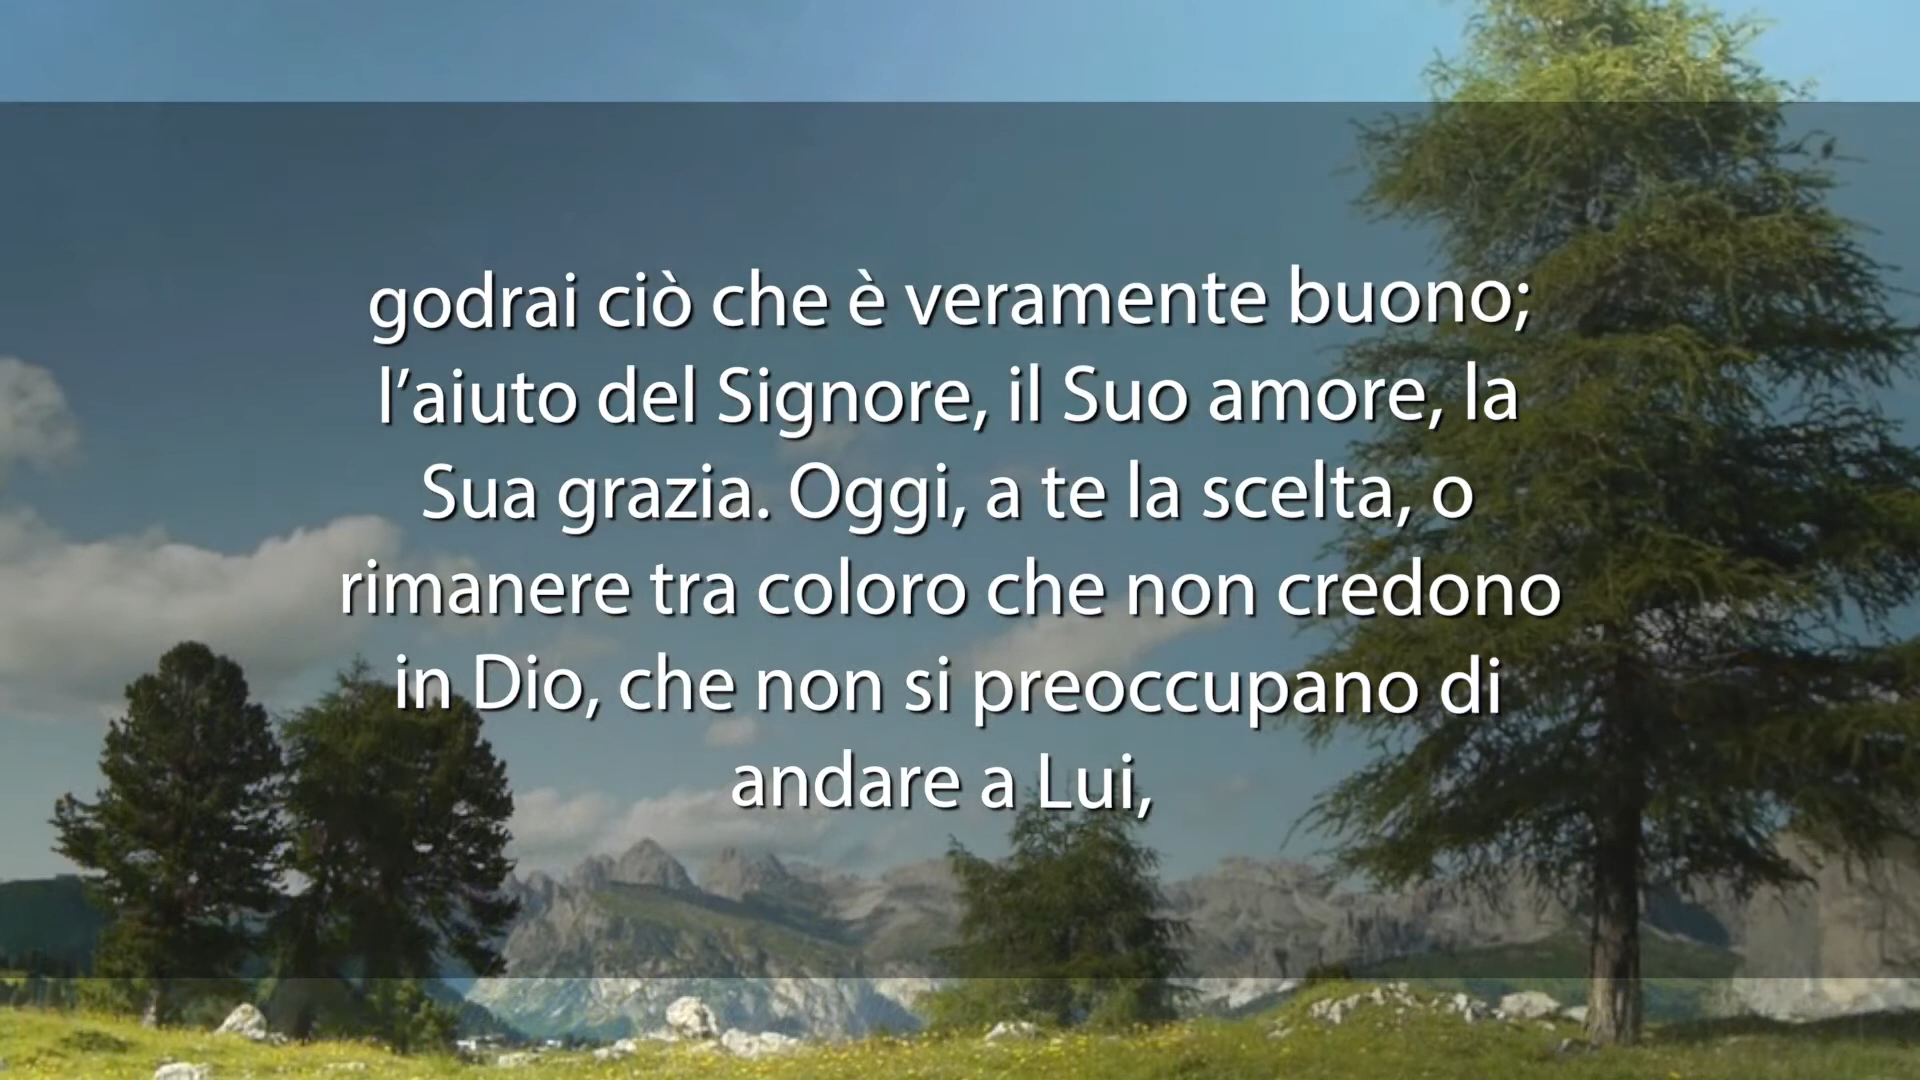 godrai ciò che è veramente buono;
l’aiuto del Signore, il Suo amore, la
Sua grazia. Oggi, a te la scelta, o
rimanere tra coloro che non credono
in Dio, che non si preoccupano di
andare a Lui,